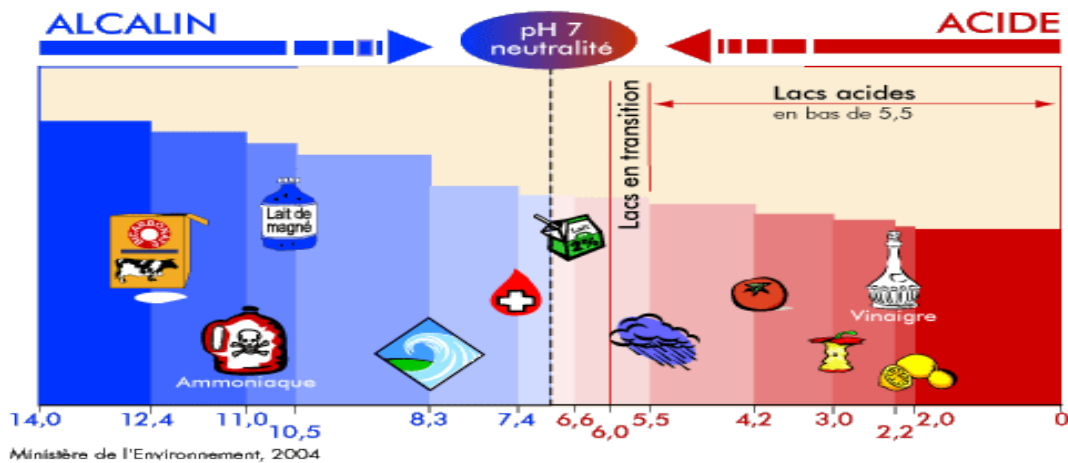 ALCALIN
pH 7
neutralité
ACIDE
Lacs acides
en bas de 5,5
Lacs en transition
Lait de
magné
Lait
2%
Vinaigre
Ammoniaque
14,0 12,4 11,0 10,5 8,3 7,4 6,6 6,0 5,5 4,2 3,0 2,2 2,0 0
Ministère de l'Environnement, 2004